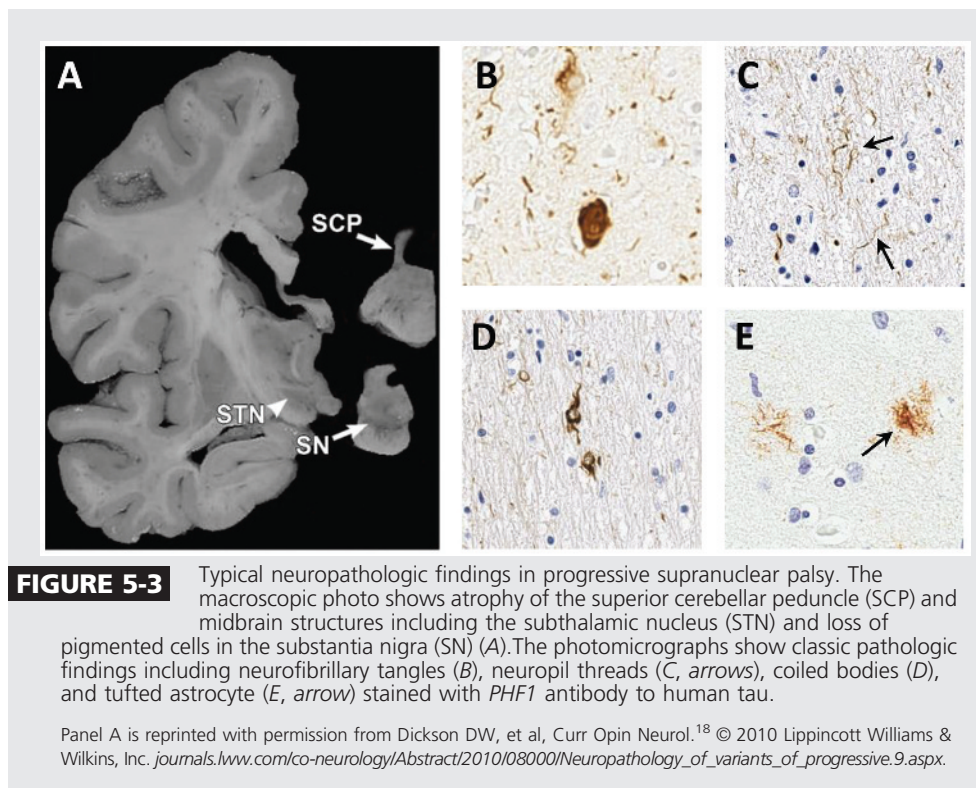 A
SCP
STN
SN
B
C
D
E
FIGURE 5-3 Typical neuropathologic findings in progressive supranuclear palsy. The
macroscopic photo shows atrophy of the superior cerebellar peduncle (SCP) and
midbrain structures including the subthalamic nucleus (STN) and loss of
pigmented cells in the substantia nigra (SN) (A).The photomicrographs show classic pathologic
findings including neurofibrillary tangles (B), neuropil threads (C, arrows), coiled bodies (D),
and tufted astrocyte (E, arrow) stained with PHF1 antibody to human tau.
Panel A is reprinted with permission from Dickson DW, et al, Curr Opin Neurol.18 © 2010 Lippincott Williams &
Wilkins, Inc. journals.lww.com/co-neurology/Abstract/2010/08000/Neuropathology_of_variants_of_progressive.9.aspx.